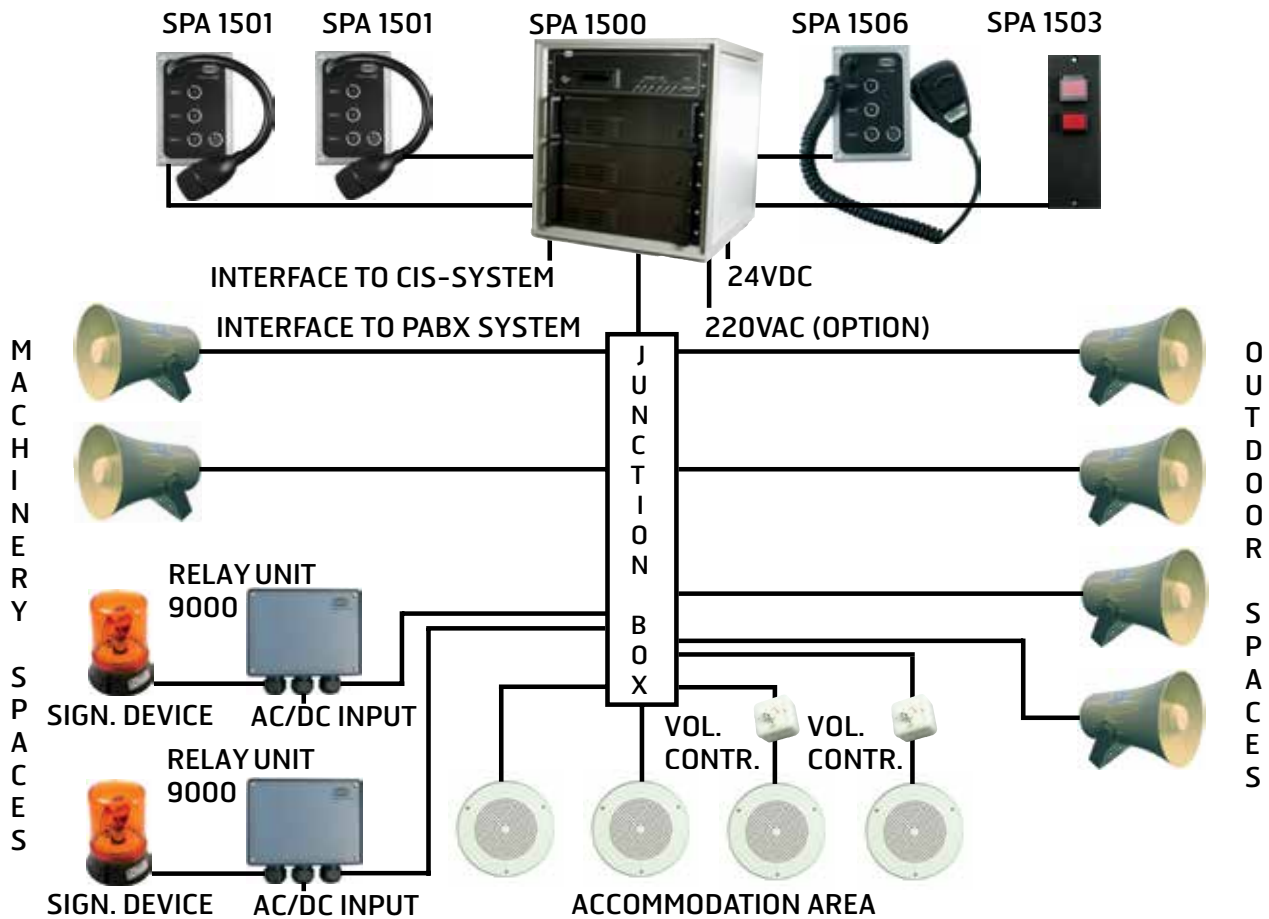 SPA 1501
SPA 1501
SPA 1500
SPA 1506
SPA 1503
INTERFACE TO CIS-SYSTEM
24VDC
INTERFACE TO PABX SYSTEM
220VAC (OPTION)
MACHINERY SPACES
JUNCTION BOX
OUTDOOR SPACES
RELAY UNIT
9000
SIGN. DEVICE
AC/DC INPUT
VOL.
CONTR.
VOL.
CONTR.
RELAY UNIT
9000
SIGN. DEVICE
AC/DC INPUT
ACCOMMODATION AREA